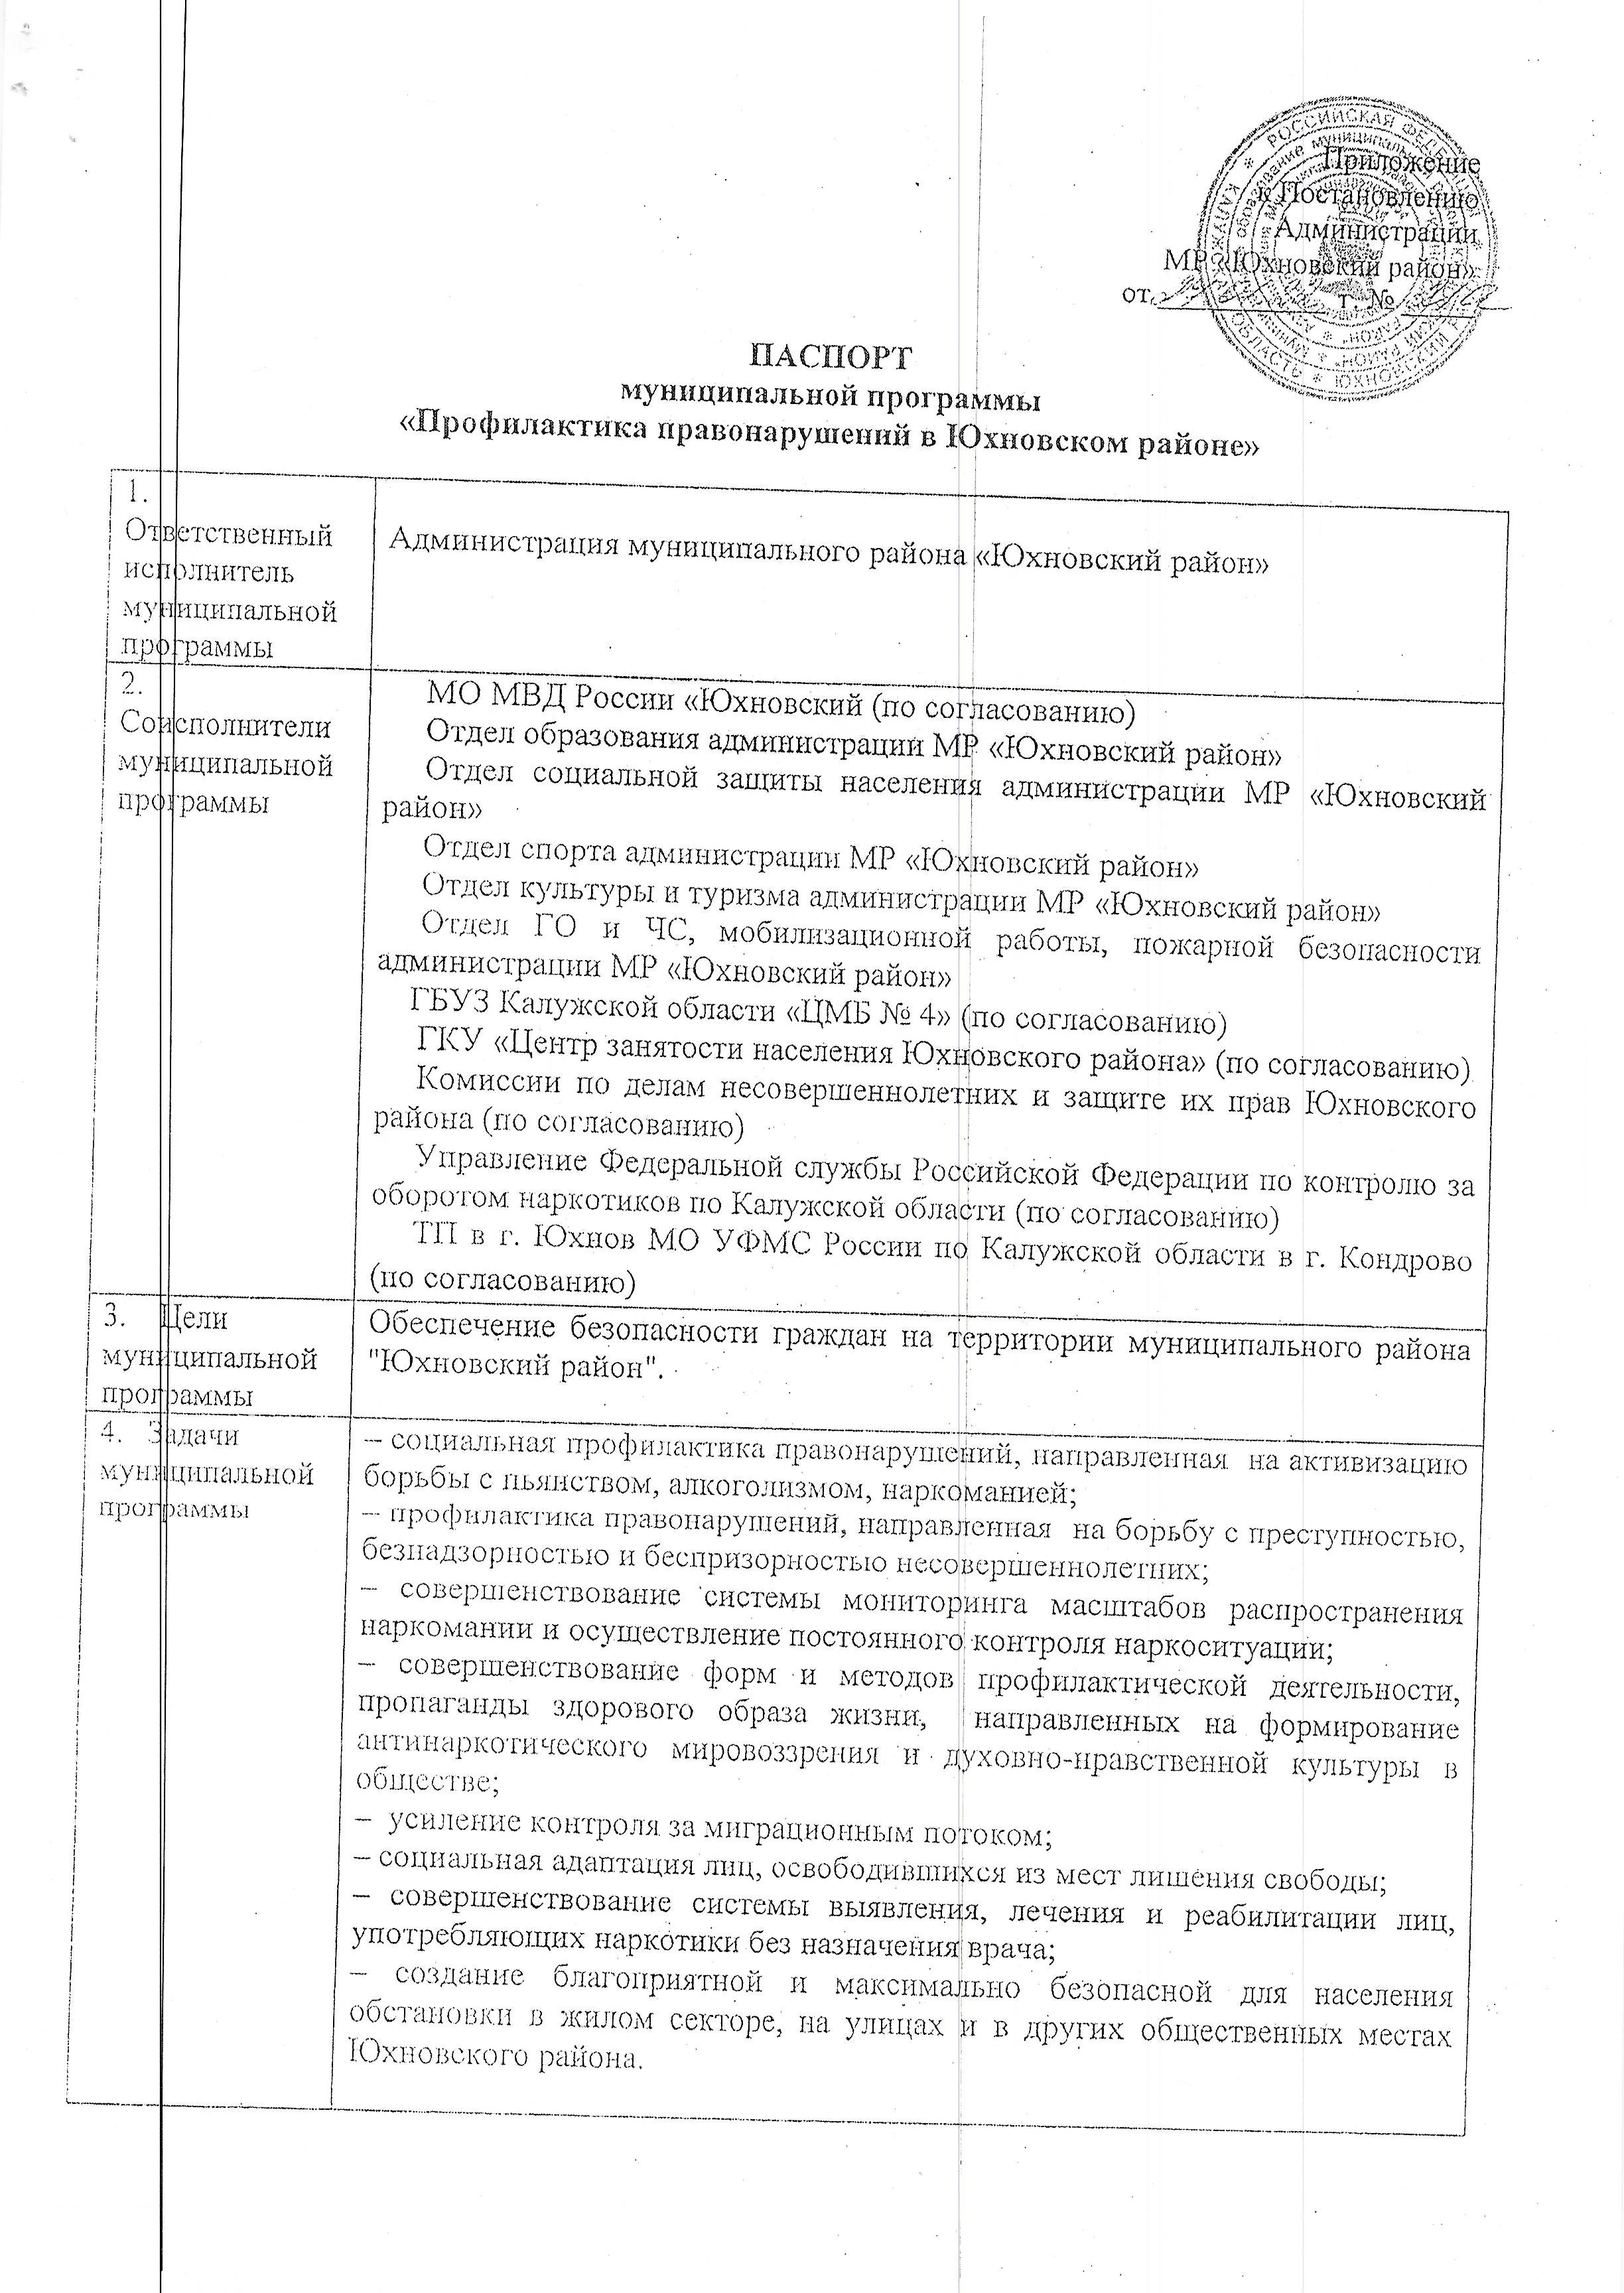 Приложение
к Постановлению
Администрации
МР «Юхновский район»
от г. №
ПАСПОРТ
муниципальной программы
«Профилактика правонарушений в Юхновском районе»
1.
Ответственный
исполнитель
муниципальной
программы
Администрация муниципального района «Юхновский район»
2.
Соисполнители
муниципальной
программы
МО МВД России «Юхновский (по согласованию)
Отдел образования администрации МР «Юхновский район»
Отдел социальной защиты населения администрации МР «Юхновский
район»
Отдел спорта администрации МР «Юхновский район»
Отдел культуры и туризма администрации МР «Юхновский район»
Отдел ГО и ЧС, мобилизационной работы, пожарной безопасности
администрации МР «Юхновский район»
ГБУЗ Калужской области «ЦМБ № 4» (по согласованию)
ГКУ «Центр занятости населения Юхновского района» (по согласованию)
Комиссии по делам несовершеннолетних и защите их прав Юхновского
района (по согласованию)
Управление Федеральной службы Российской Федерации по контролю за
оборотом наркотиков по Калужской области (по согласованию)
ТП в г. Юхнов МО УФМС России по Калужской области в г. Кондрово
(по согласованию)
3. Цели
муниципальной
программы
Обеспечение безопасности граждан на территории муниципального района
"Юхновский район".
4. Задачи
муниципальной
программы
– социальная профилактика правонарушений, направленная на активизацию
борьбы с пьянством, алкоголизмом, наркоманией;
– профилактика правонарушений, направленная на борьбу с преступностью,
безнадзорностью и беспризорностью несовершеннолетних;
– совершенствование системы мониторинга масштабов распространения
наркомании и осуществление постоянного контроля наркоситуации;
– совершенствование форм и методов профилактической деятельности,
пропаганды здорового образа жизни, направленных на формирование
антинаркотического мировоззрения и духовно-нравственной культуры в
обществе;
– усиление контроля за миграционным потоком;
– социальная адаптация лиц, освободившихся из мест лишения свободы;
– совершенствование системы выявления, лечения и реабилитации лиц,
употребляющих наркотики без назначения врача;
– создание благоприятной и максимально безопасной для населения
обстановки в жилом секторе, на улицах и в других общественных местах
Юхновского района.